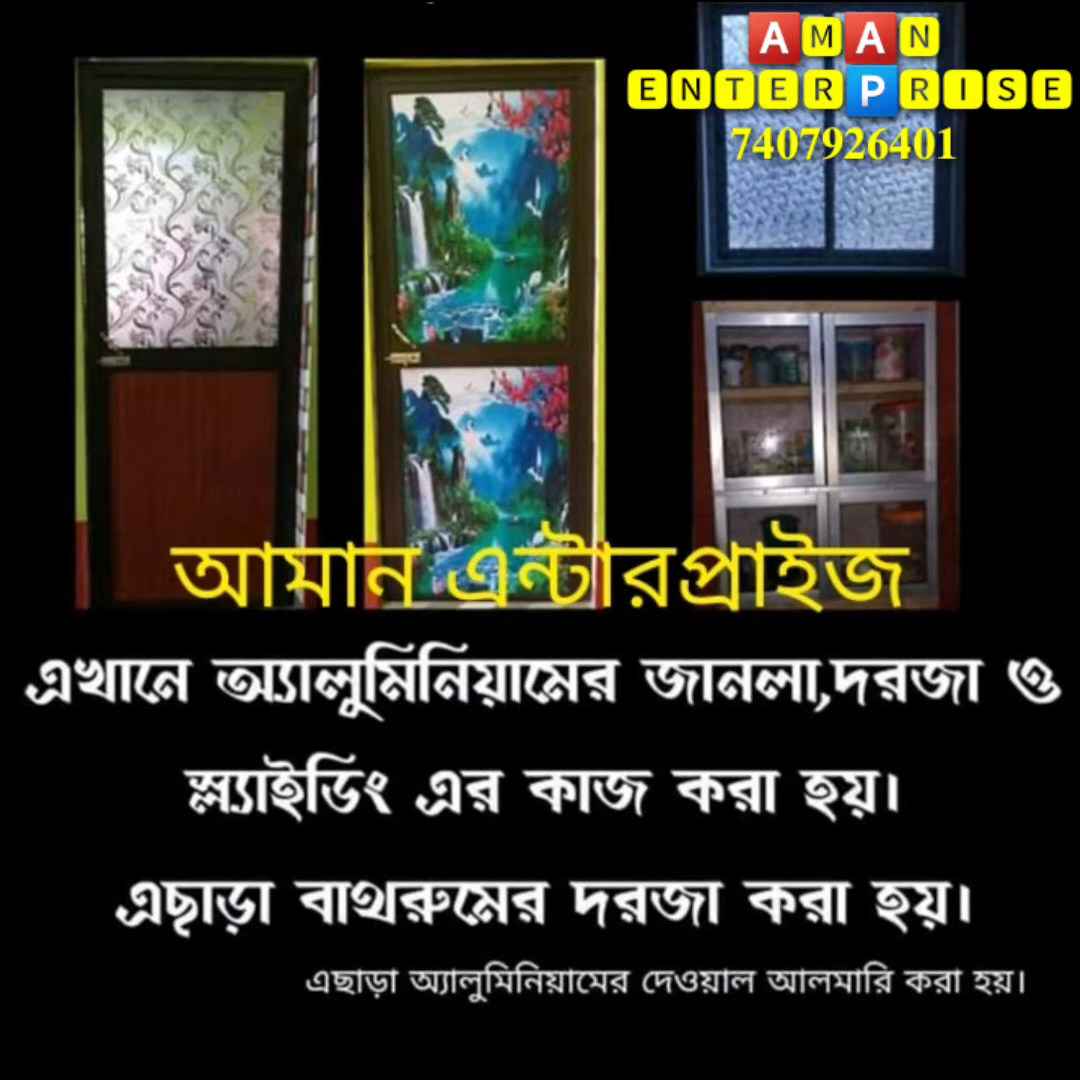 AMAN
ENTERPRISE
7407926401
আমান এন্টারপ্রাইজ
এখানে অ্যালুমিনিয়ামের জানলা,দরজা ও
স্ল্যাইডিং এর কাজ করা হয়।
এছাড়া বাথরুমের দরজা করা হয়।
এছাড়া অ্যালুমিনিয়ামের দেওয়াল আলমারি করা হয়।